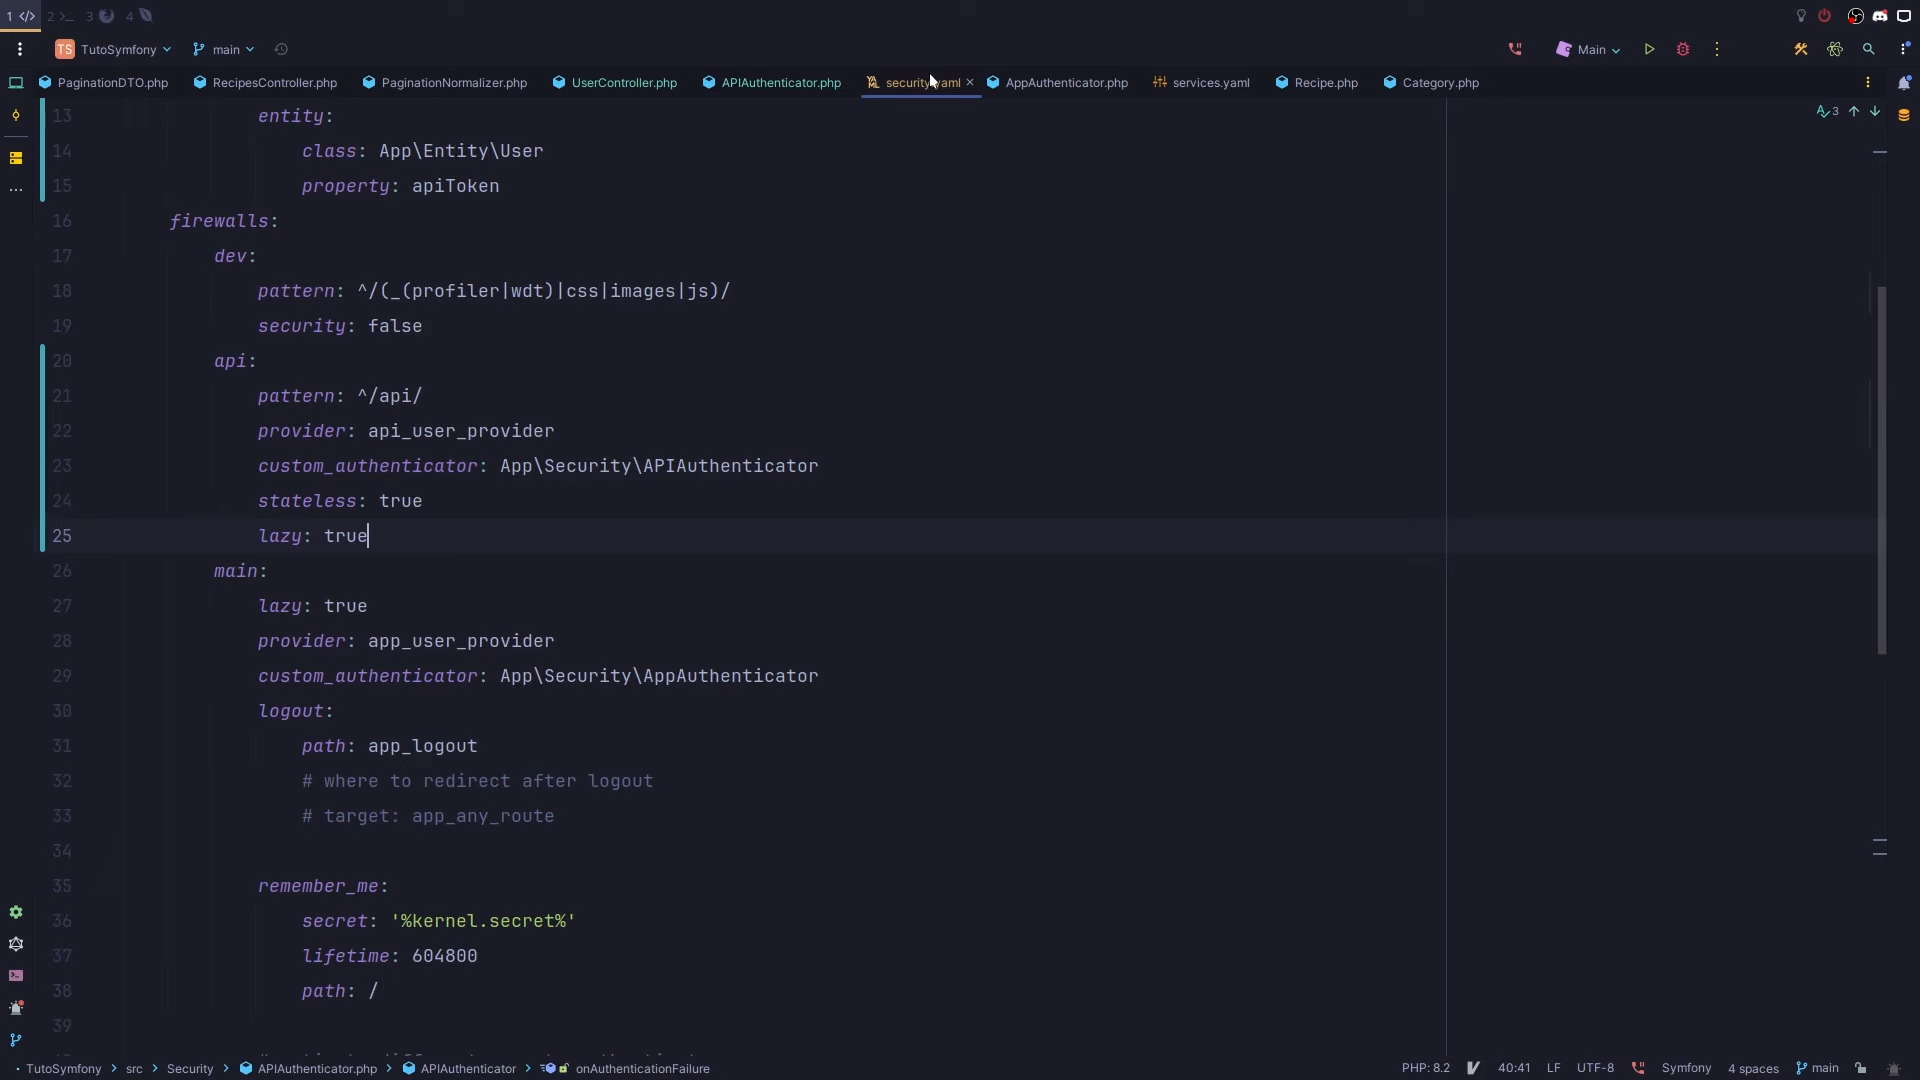 1 </> 2 >_ 3 4
TS TutoSymfony main Main
PaginationDTO.php RecipesController.php PaginationNormalizer.php UserController.php APIAuthenticator.php security.yaml AppAuthenticator.php services.yaml Recipe.php Category.php
3
13 entity:
14 class: App\Entity\User
15 property: apiToken
16 firewalls:
17 dev:
18 pattern: ^/(_(profiler|wdt)|css|images|js)/
19 security: false
20 api:
21 pattern: ^/api/
22 provider: api_user_provider
23 custom_authenticator: App\Security\APIAuthenticator
24 stateless: true
25 lazy: true
26 main:
27 lazy: true
28 provider: app_user_provider
29 custom_authenticator: App\Security\AppAuthenticator
30 logout:
31 path: app_logout
32 # where to redirect after logout
33 # target: app_any_route
34
35 remember_me:
36 secret: '%kernel.secret%'
37 lifetime: 604800
38 path: /
39
TutoSymfony > src > Security > APIAuthenticator.php > APIAuthenticator > onAuthenticationFailure PHP: 8.2 40:41 LF UTF-8 Symfony 4 spaces main